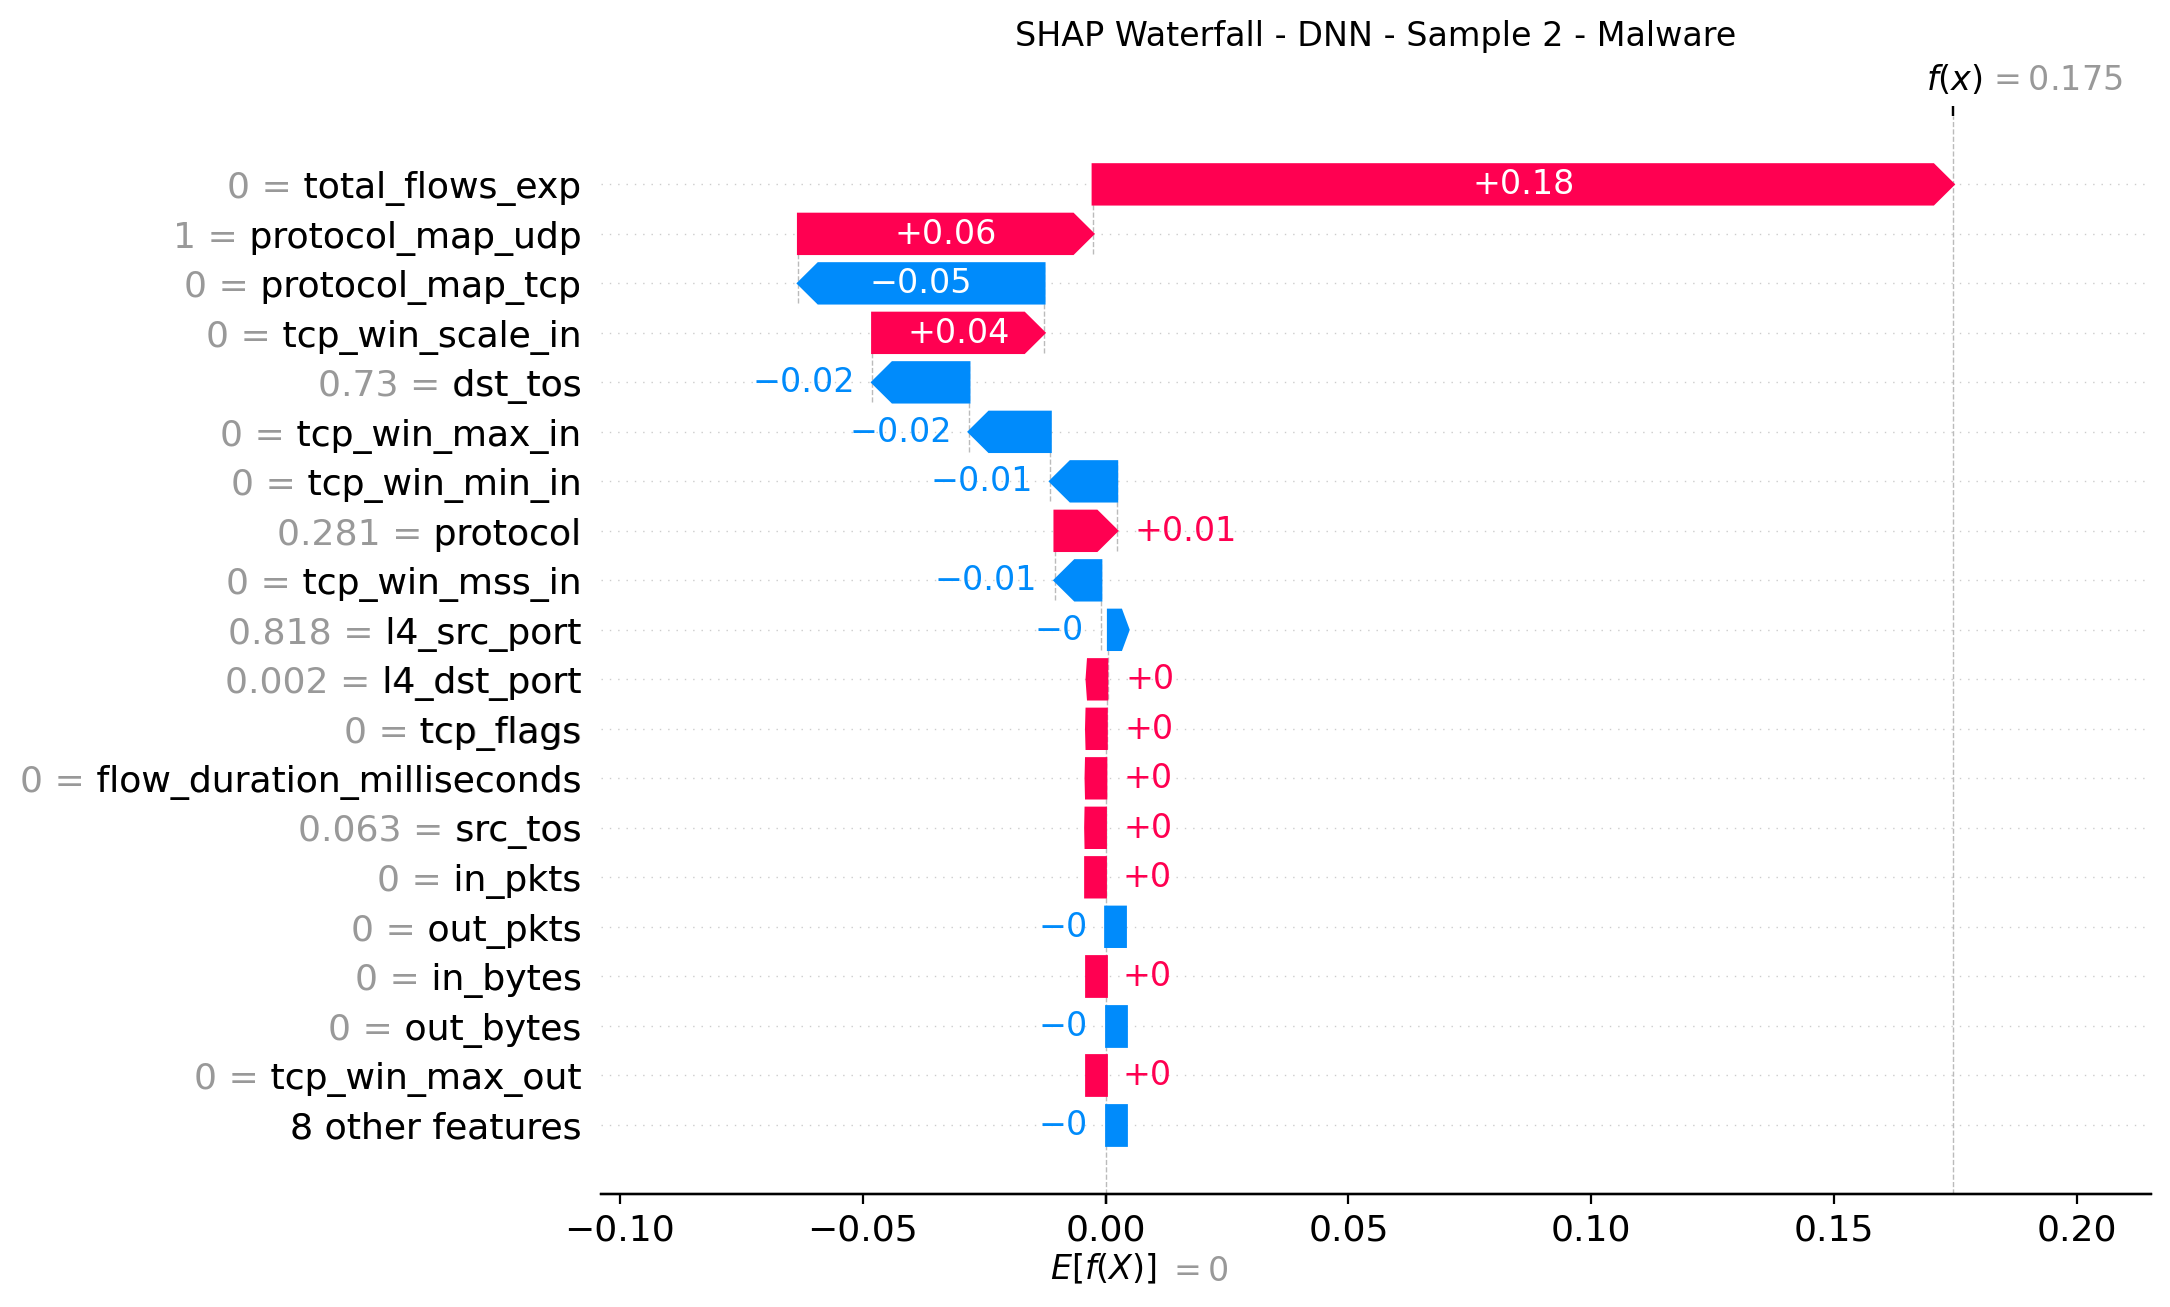 SHAP Waterfall - DNN - Sample 2 - Malware
f(x) = 0.175
0 = total_flows_exp +0.18
1 = protocol_map_udp +0.06
0 = protocol_map_tcp −0.05
0 = tcp_win_scale_in +0.04
0.73 = dst_tos −0.02
0 = tcp_win_max_in −0.02
0 = tcp_win_min_in −0.01
0.281 = protocol +0.01
0 = tcp_win_mss_in −0.01
0.818 = l4_src_port −0
0.002 = l4_dst_port +0
0 = tcp_flags +0
0 = flow_duration_milliseconds +0
0.063 = src_tos +0
0 = in_pkts +0
0 = out_pkts −0
0 = in_bytes +0
0 = out_bytes −0
0 = tcp_win_max_out +0
8 other features −0
−0.10 −0.05 0.00 0.05 0.10 0.15 0.20
E[f(X)] = 0